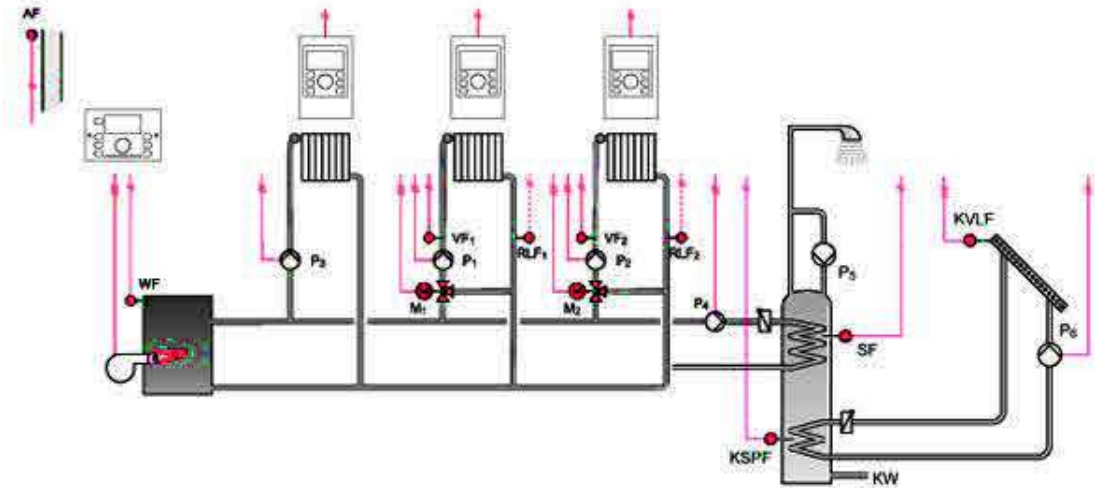 AF
KVLF
VF₁
VF₂
RLF₁
RLF₂
P₃
P₁
P₂
P₅
WF
M₁
M₂
P₄
P₆
SF
KSPF
KW